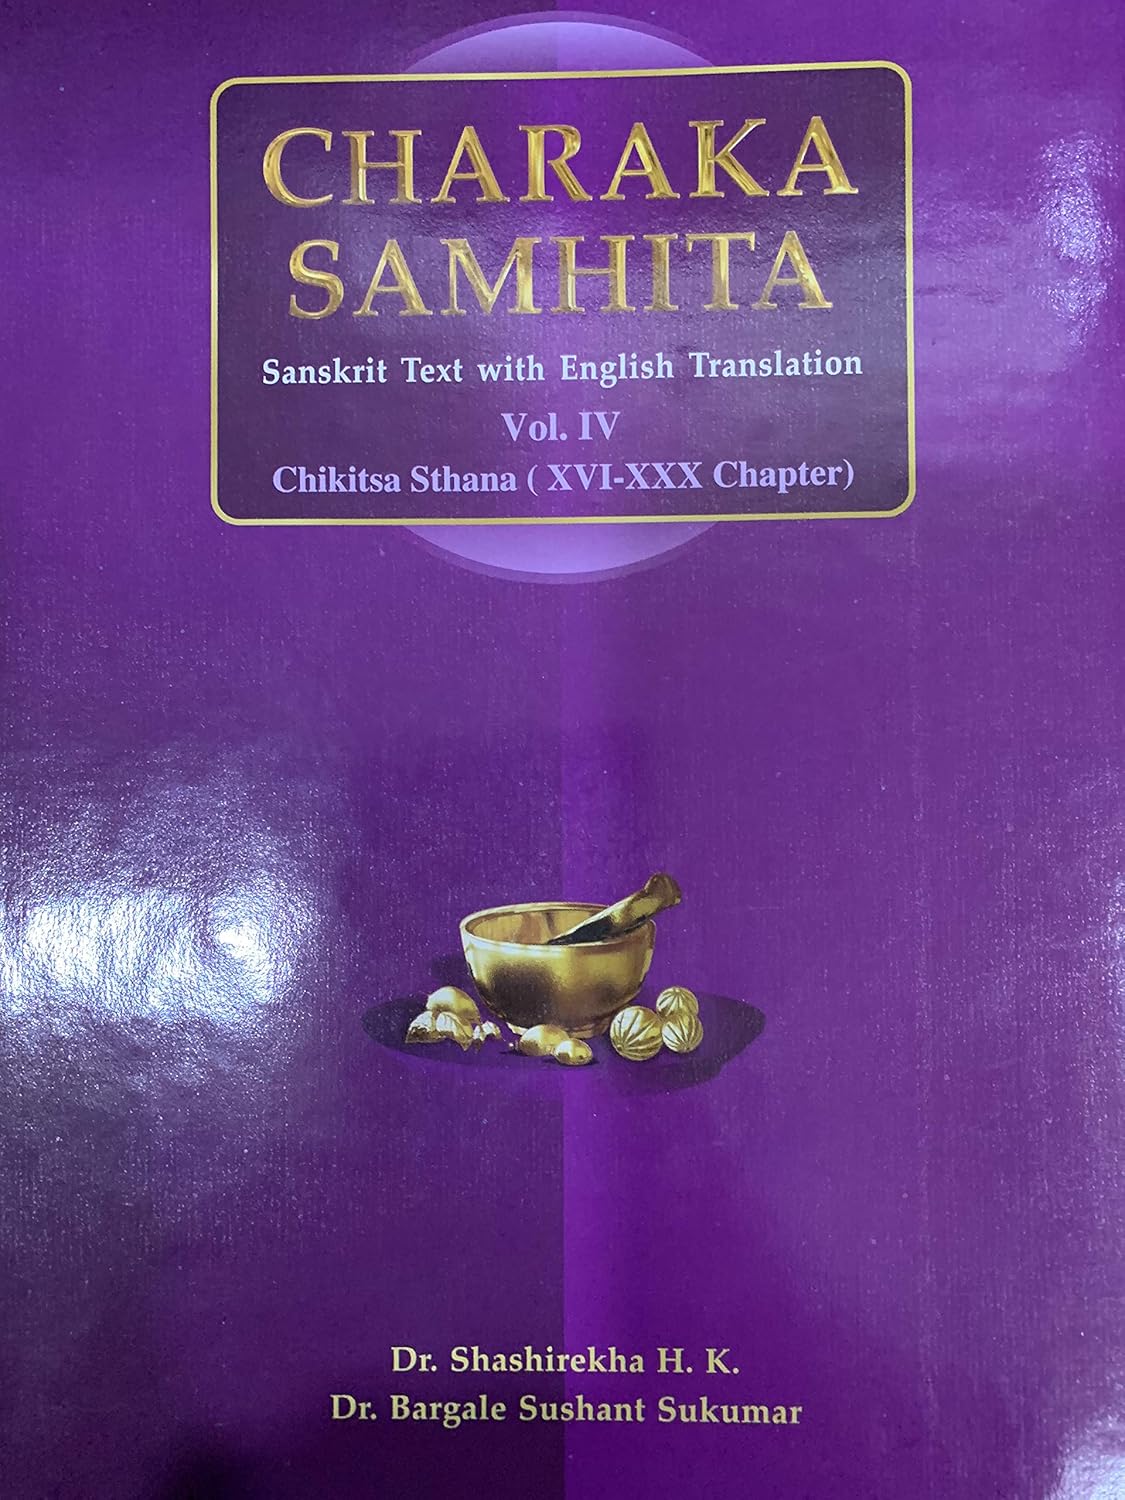 CHARAKA
SAMHITA
Sanskrit Text with English Translation
Vol. IV
Chikitsa Sthana ( XVI-XXX Chapter)
Dr. Shashirekha H. K.
Dr. Bargale Sushant Sukumar